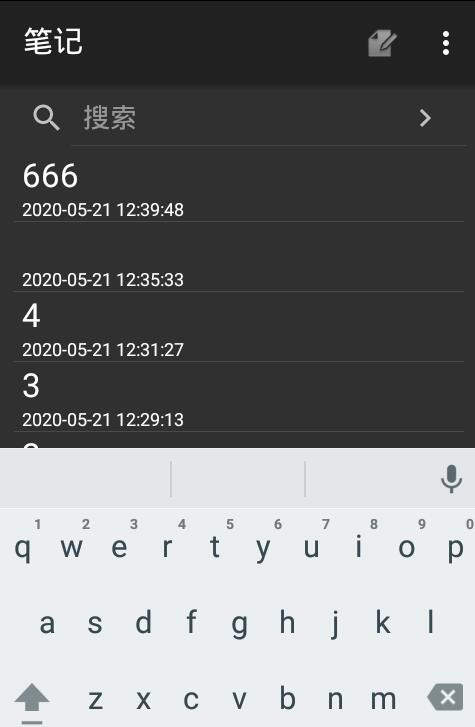 笔记
搜索
666
2020-05-21 12:39:48
2020-05-21 12:35:33
4
2020-05-21 12:31:27
3
2020-05-21 12:29:13
1 2 3 4 5 6 7 8 9 0
q w e r t y u i o p
a s d f g h j k l
z x c v b n m